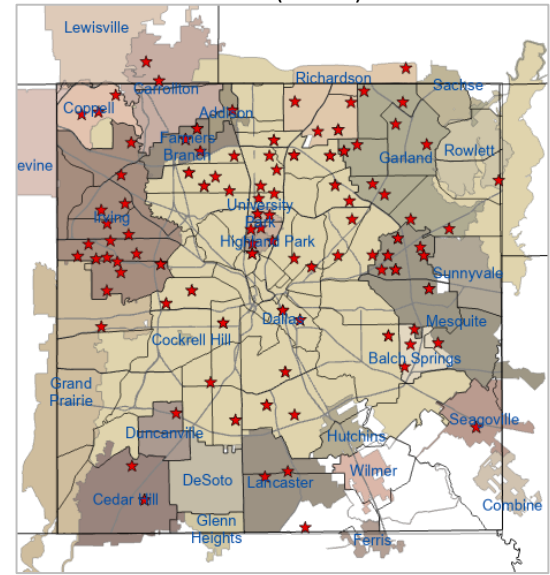 Lewisville
Richardson
Sachse
Carrollton
Coppell
Addison
Farmers
Branch
Garland
Rowlett
evine
University
Park
Irving
Highland Park
Sunnyvale
Dallas
Mesquite
Cockrell Hill
Balch Springs
Grand
Prairie
Seagoville
Duncanville
Hutchins
Wilmer
DeSoto
Lancaster
Cedar Hill
Combine
Glenn
Heights
Ferris